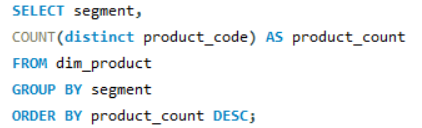 SELECT segment,
COUNT(distinct product_code) AS product_count
FROM dim_product
GROUP BY segment
ORDER BY product_count DESC;